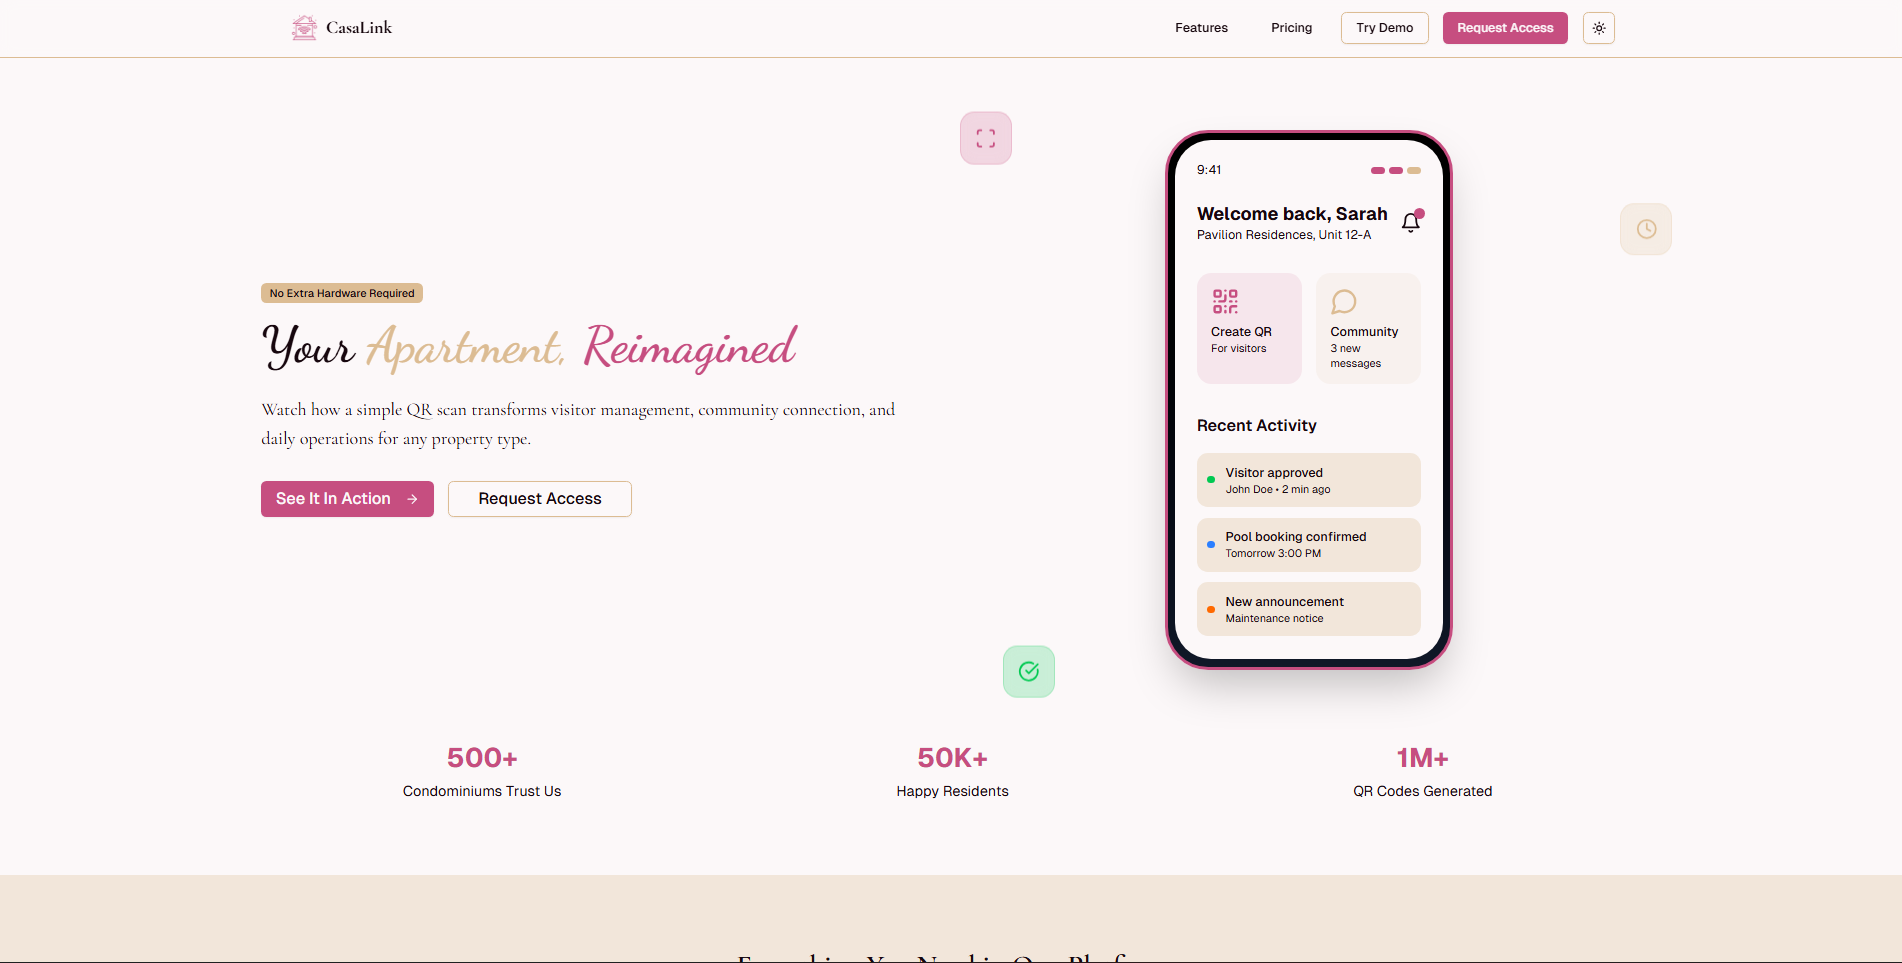 CasaLink
Features
Pricing
Try Demo
Request Access
No Extra Hardware Required
Your Apartment, Reimagined
Watch how a simple QR scan transforms visitor management, community connection, and
daily operations for any property type.
See It In Action
Request Access
9:41
Welcome back, Sarah
Pavilion Residences, Unit 12-A
Create QR
For visitors
Community
3 new
messages
Recent Activity
Visitor approved
John Doe • 2 min ago
Pool booking confirmed
Tomorrow 3:00 PM
New announcement
Maintenance notice
500+
Condominiums Trust Us
50K+
Happy Residents
1M+
QR Codes Generated